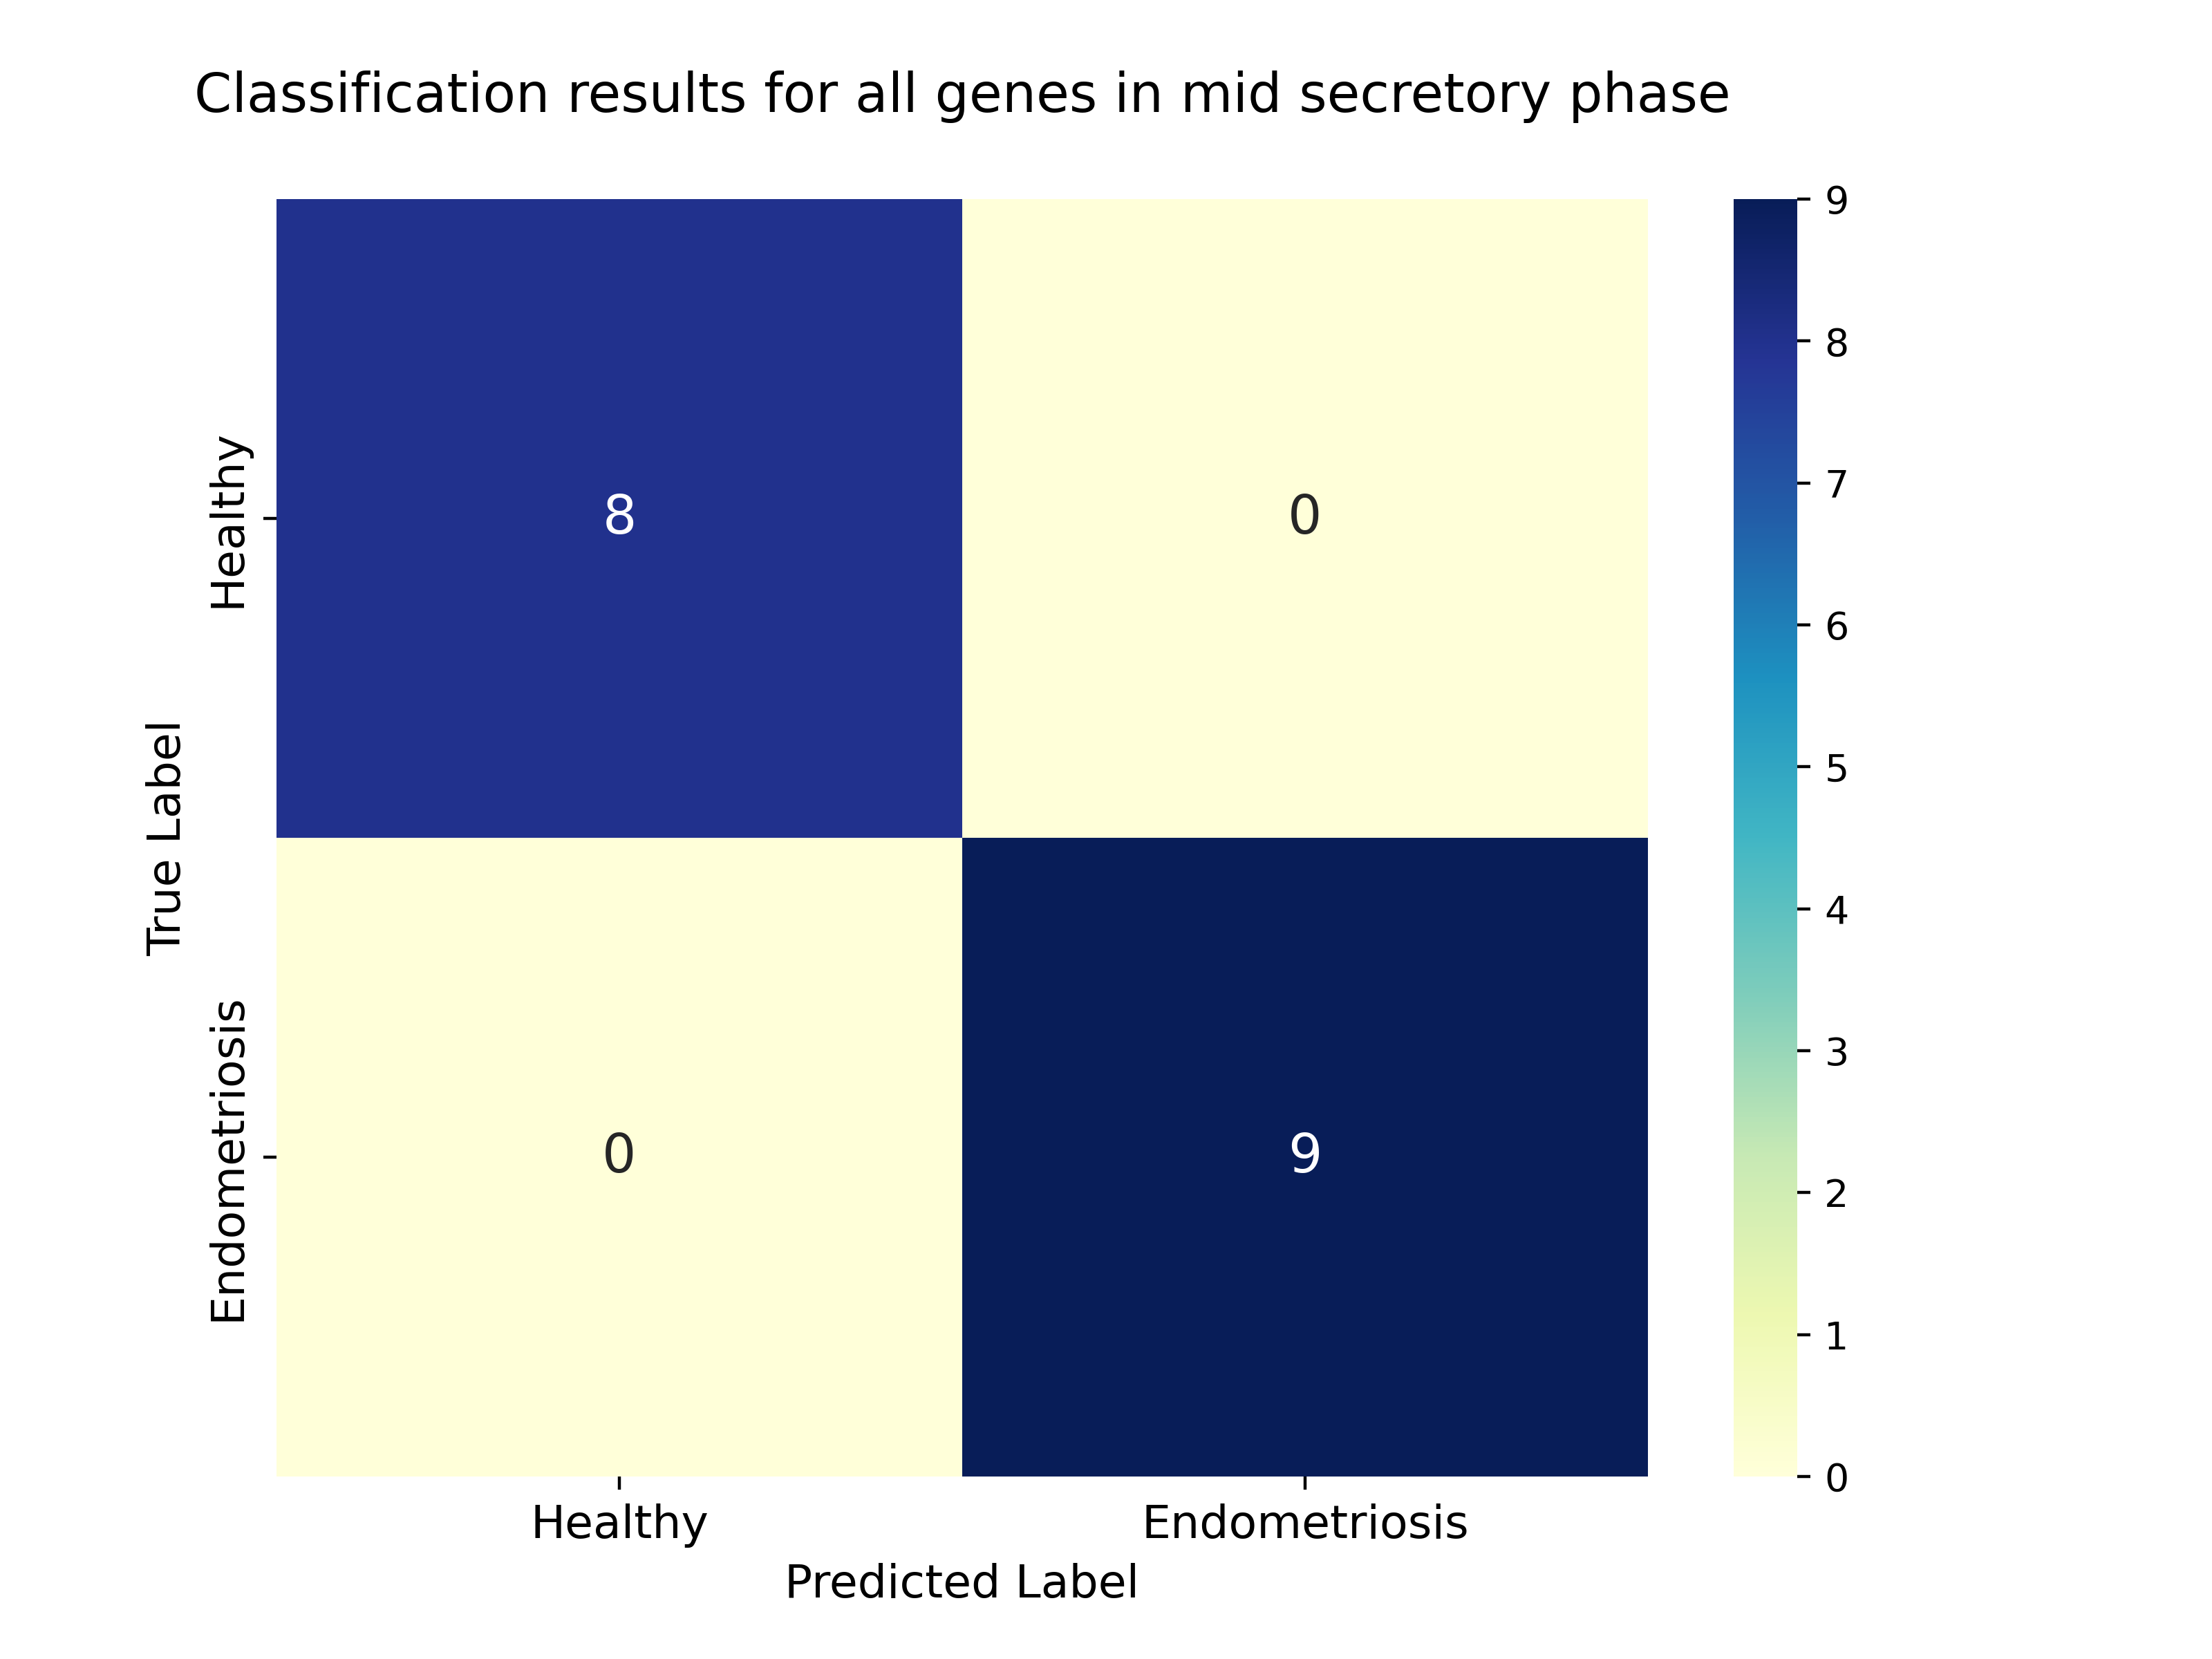 Classification results for all genes in mid secretory phase
True Label
Healthy
8
0
Endometriosis
0
9
Healthy
Endometriosis
Predicted Label
9
8
7
6
5
4
3
2
1
0